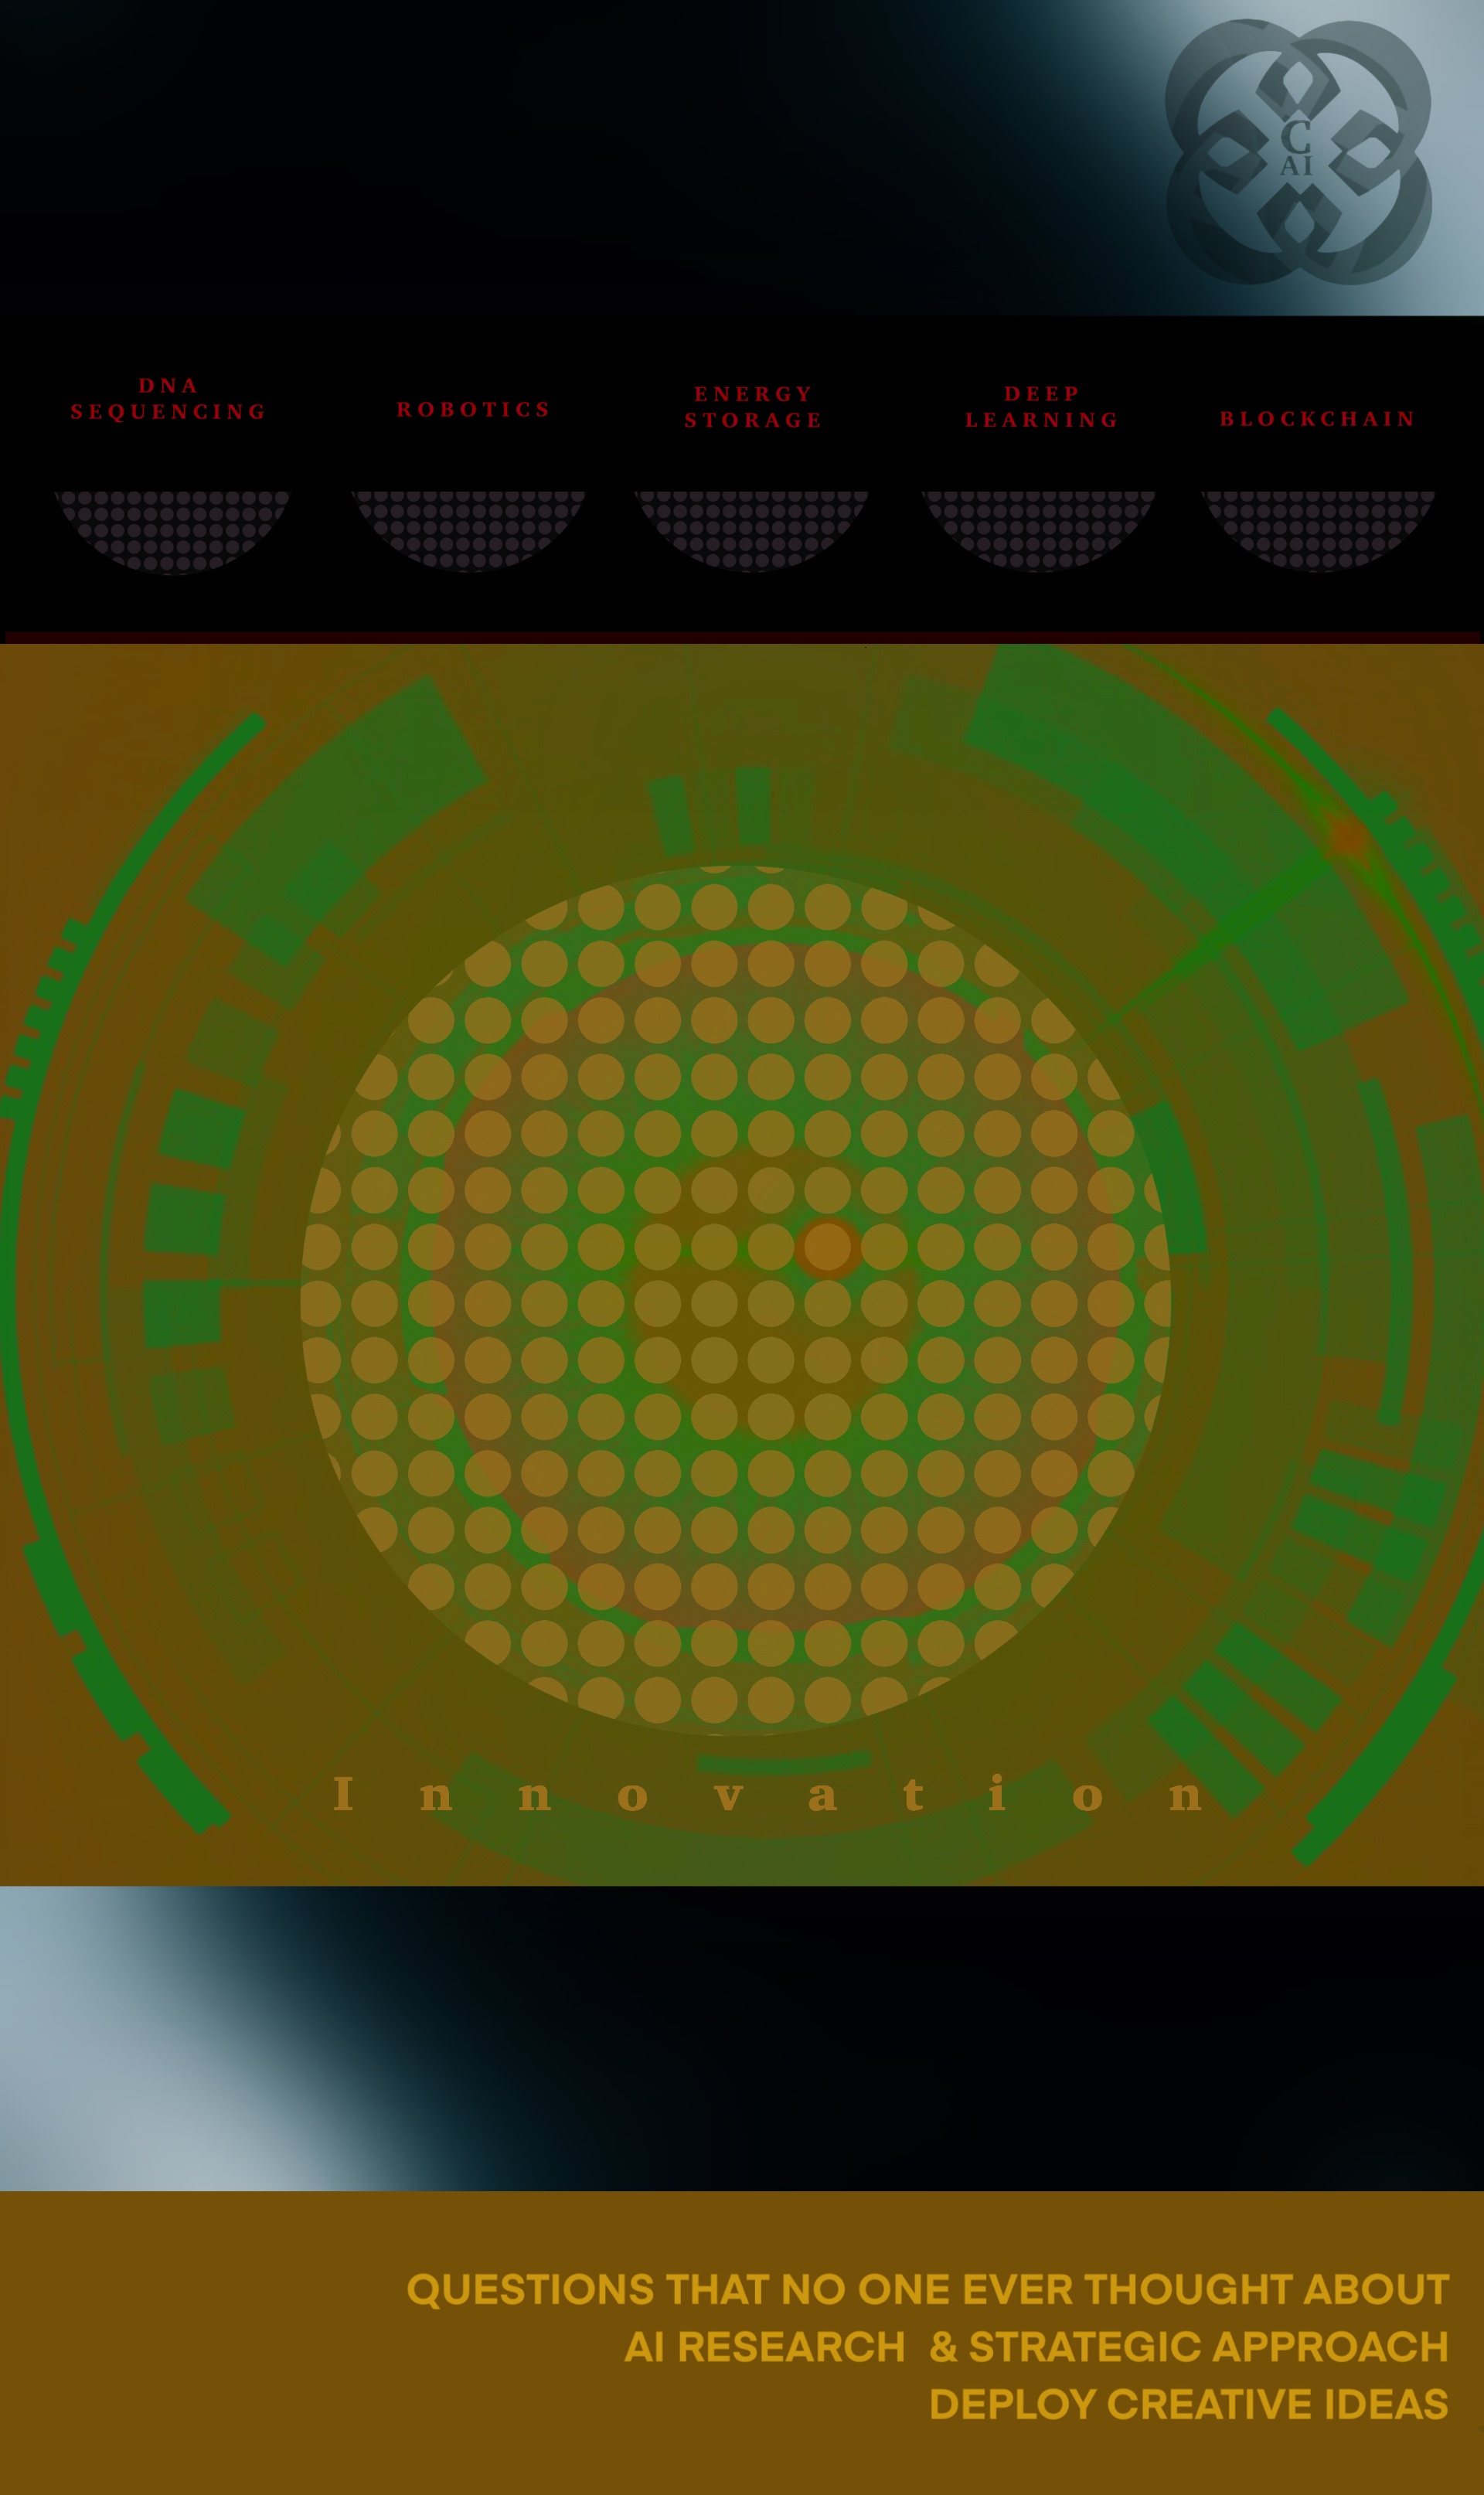 C
AI
DNA
SEQUENCING
ROBOTICS
ENERGY
STORAGE
DEEP
LEARNING
BLOCKCHAIN
Innovation
QUESTIONS THAT NO ONE EVER THOUGHT ABOUT
AI RESEARCH & STRATEGIC APPROACH
DEPLOY CREATIVE IDEAS